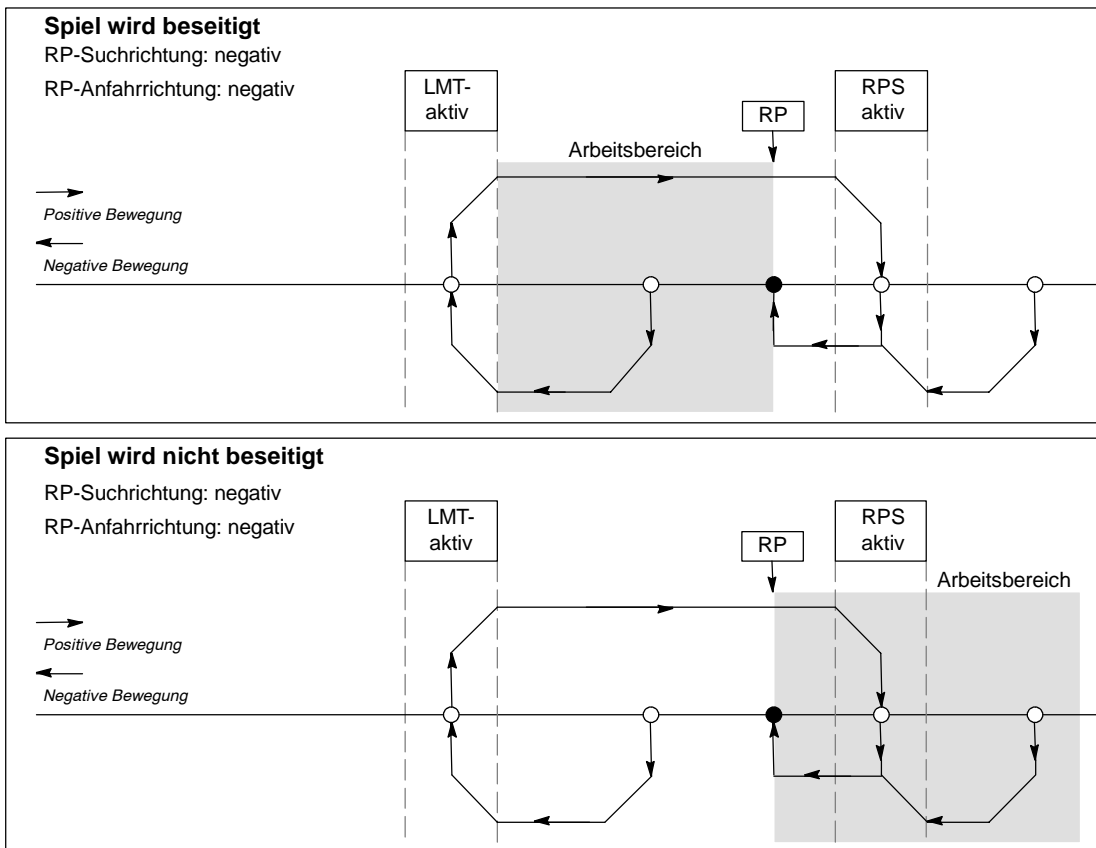 Spiel wird beseitigt
RP-Suchrichtung: negativ
RP-Anfahrrichtung: negativ
LMT-
aktiv
RP
RPS
aktiv
Arbeitsbereich
Positive Bewegung
Negative Bewegung
Spiel wird nicht beseitigt
RP-Suchrichtung: negativ
RP-Anfahrrichtung: negativ
LMT-
aktiv
RP
RPS
aktiv
Arbeitsbereich
Positive Bewegung
Negative Bewegung